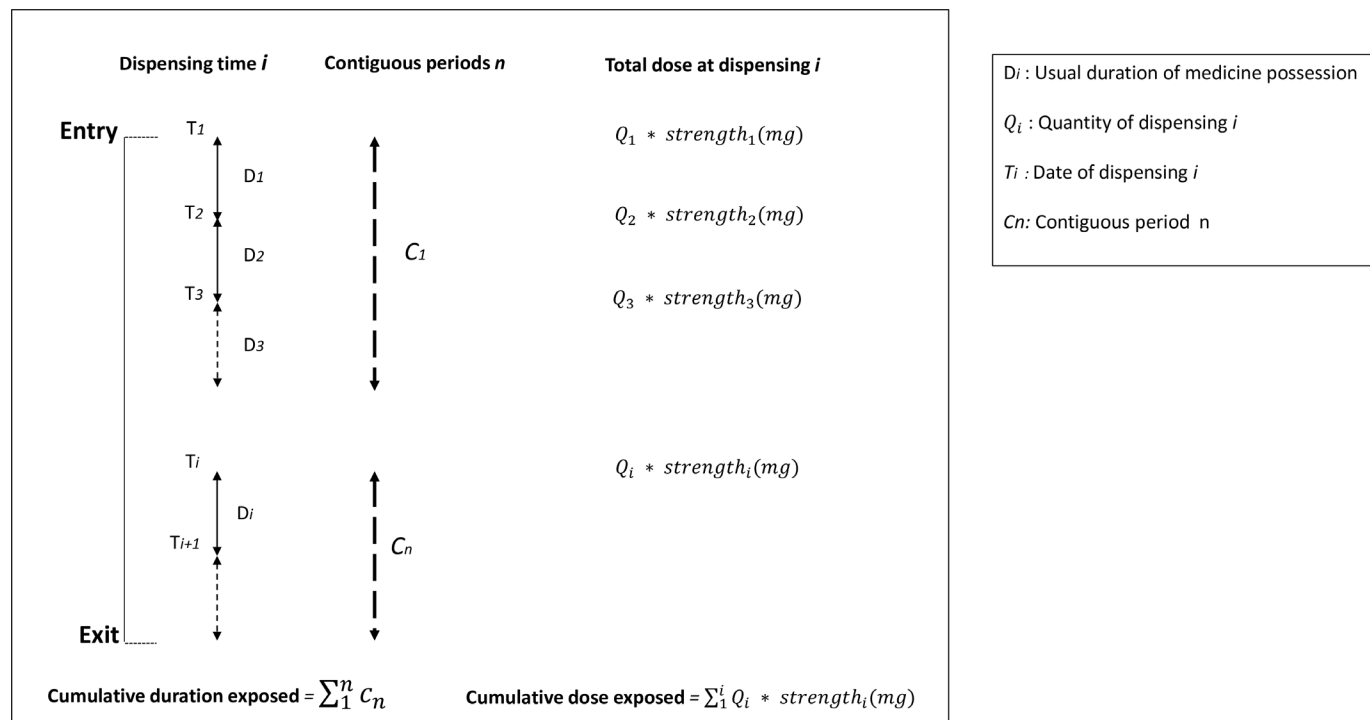 Dispensing time i Contiguous periods n Total dose at dispensing i
Entry T1 Q₁ * strength₁(mg)
D1
T2 Q₂ * strength₂(mg)
D2 C₁
T3 Q₃ * strength₃(mg)
D3
Ti Qᵢ * strengthᵢ(mg)
Di
Ti+1 Cₙ
Exit
Cumulative duration exposed = ∑₁ⁿ Cₙ Cumulative dose exposed = ∑₁ⁱ Qᵢ * strengthᵢ(mg)
Di : Usual duration of medicine possession
Qᵢ : Quantity of dispensing i
Ti : Date of dispensing i
Cn: Contiguous period n